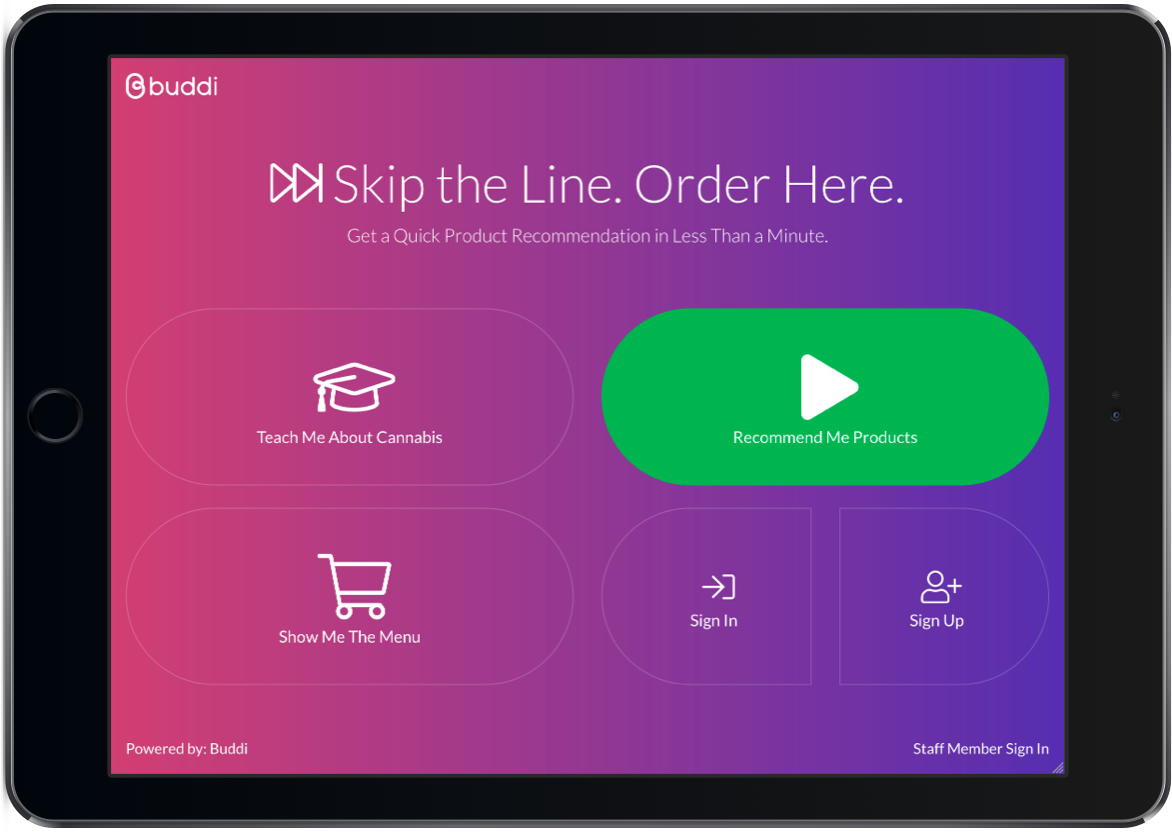 buddi
Skip the Line. Order Here.
Get a Quick Product Recommendation in Less Than a Minute.
Teach Me About Cannabis
Recommend Me Products
Show Me The Menu
Sign In
Sign Up
Powered by: Buddi
Staff Member Sign In